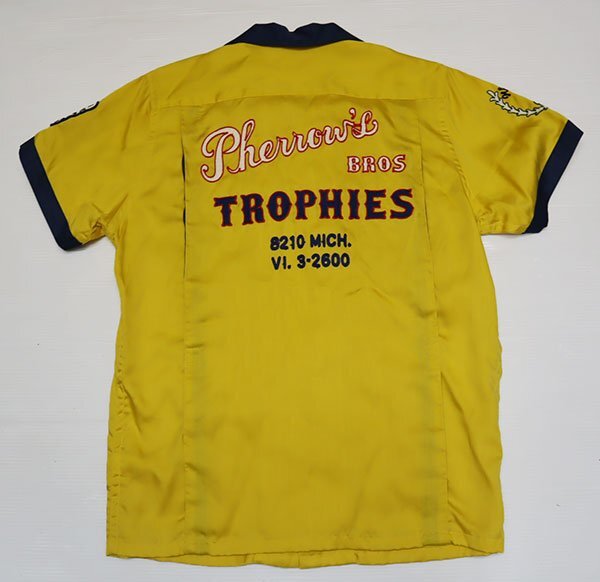 Pherrow's
BROS
TROPHIES
8210 MICH.
VI. 3-2600